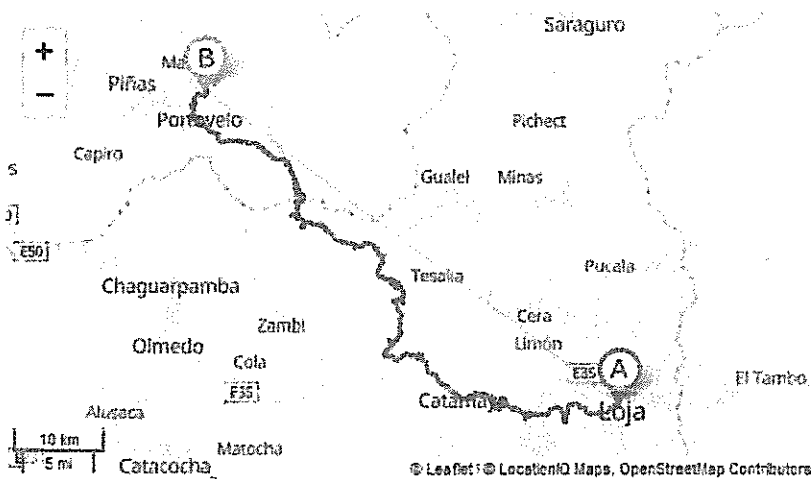 +
−
Saraguro
Ma
B
Piñas
Portovelo
Pichect
Capiro
s
Gualel
Minas
E50
Chaguarpamba
Tesalia
Pucala
Cera
Zambi
Limón
Olmedo
Cola
E35
A
El Tambo
E35
Catamayo
Loja
Alusaca
10 km
5 mi
Matocha
Catacocha
© Leaflet | © LocationIQ Maps, OpenStreetMap Contributors